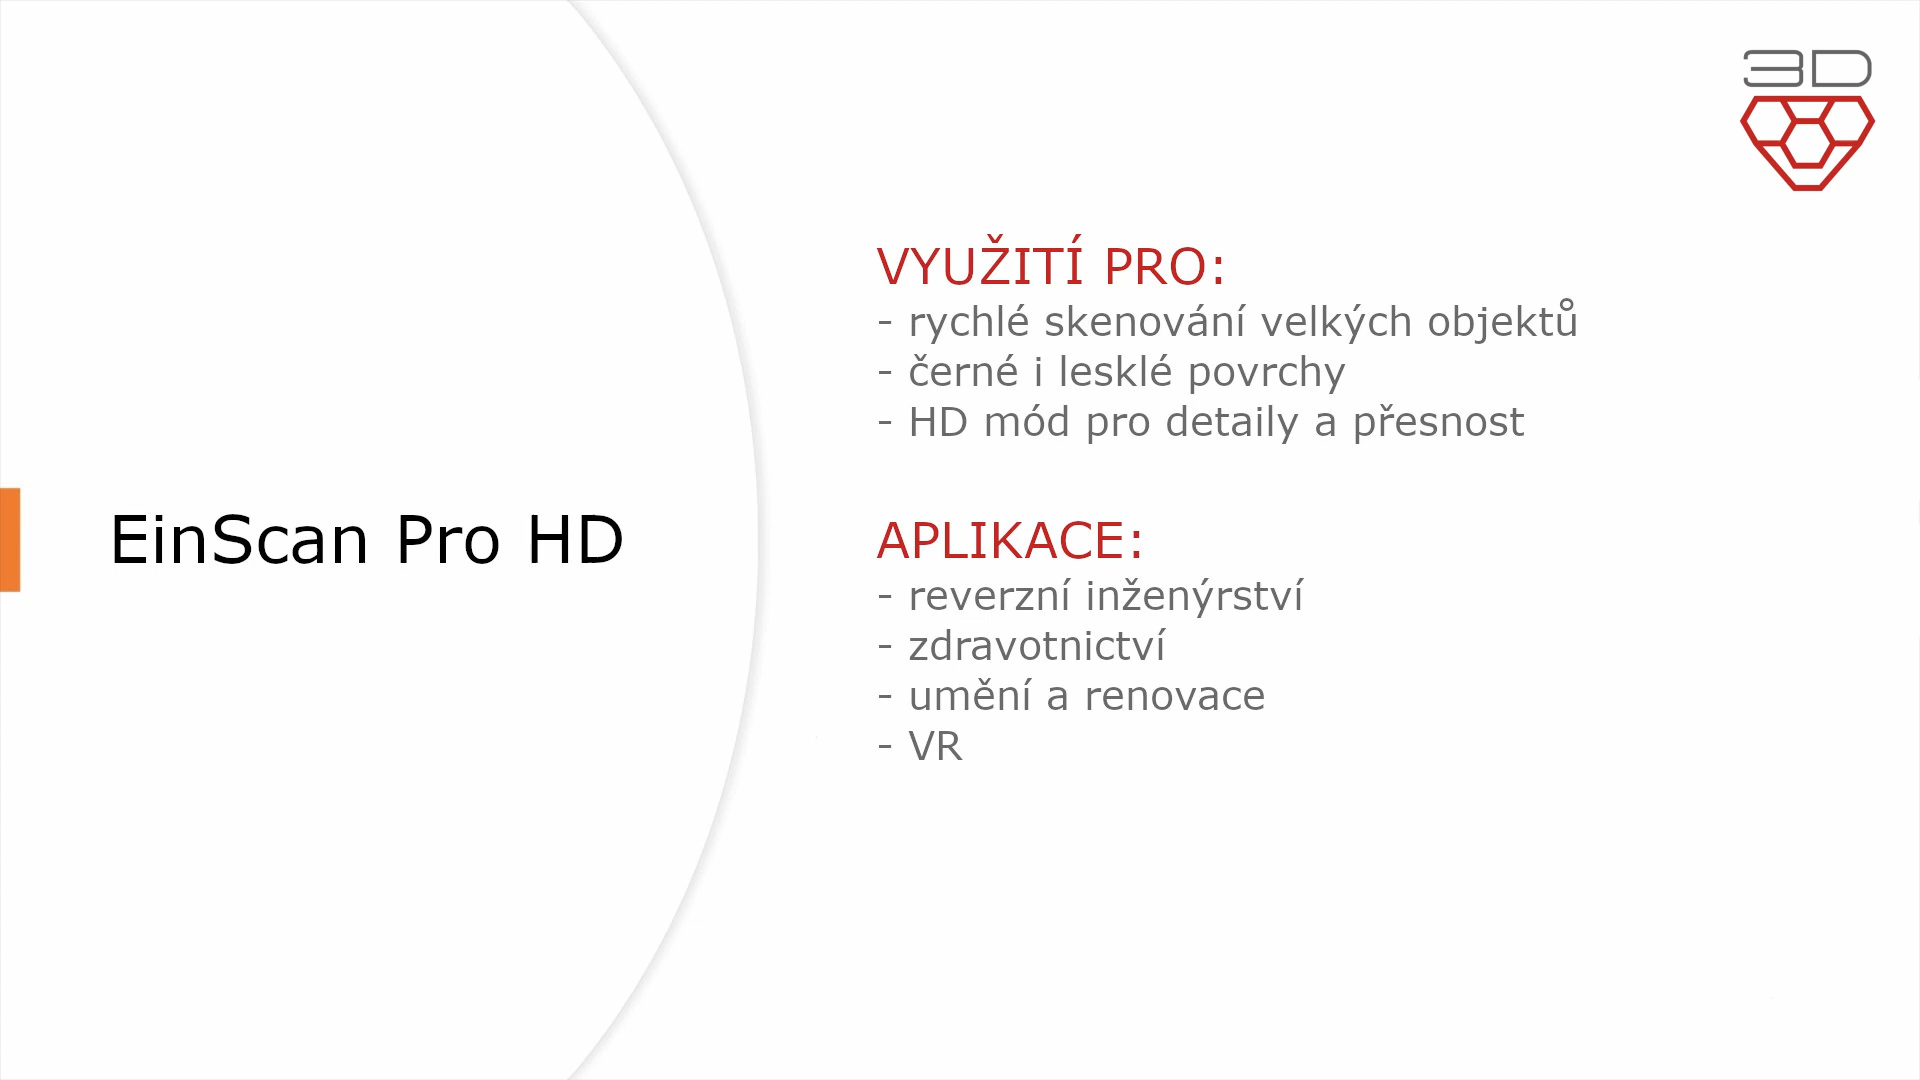 3D
EinScan Pro HD
VYUŽITÍ PRO:
- rychlé skenování velkých objektů
- černé i lesklé povrchy
- HD mód pro detaily a přesnost
APLIKACE:
- reverzní inženýrství
- zdravotnictví
- umění a renovace
- VR